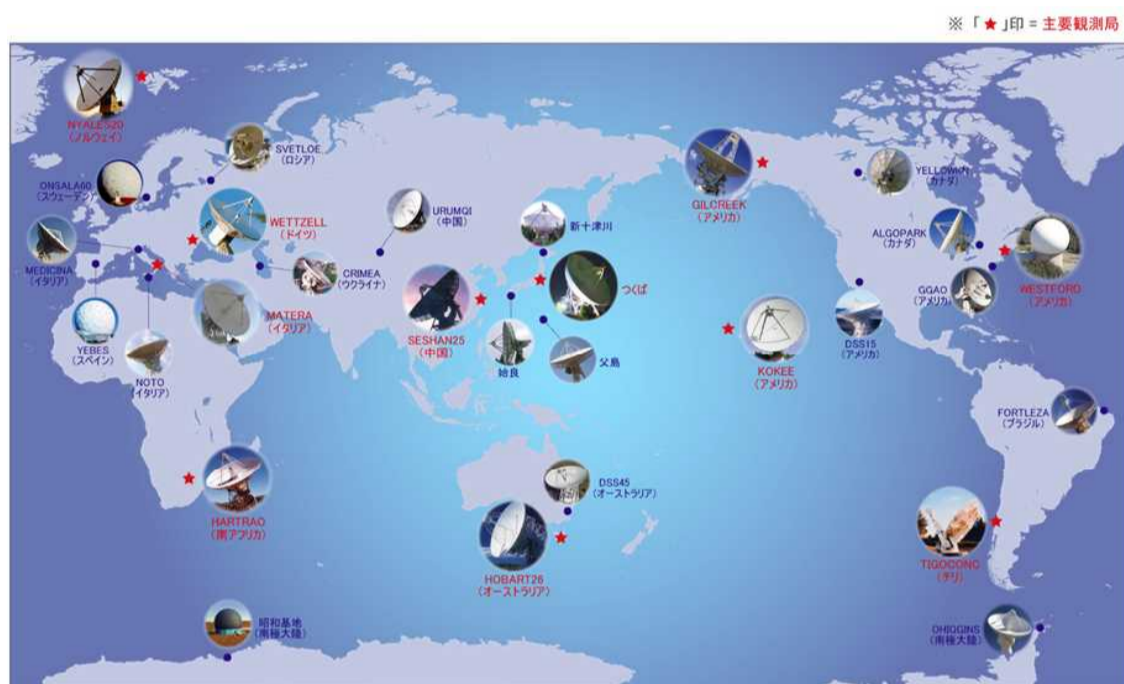 ※「★」印 = 主要観測局
NYALES20
(ノルウェイ)
SVETLOE
(ロシア)
ONSALA60
(スウェーデン)
WETTZELL
(ドイツ)
URUMQI
(中国)
新十津川
GILCREEK
(アメリカ)
YELLOWKN
(カナダ)
ALGOPARK
(カナダ)
MEDICINA
(イタリア)
CRIMEA
(ウクライナ)
つくば
GGAO
(アメリカ)
WESTFORD
(アメリカ)
MATERA
(イタリア)
SESHAN25
(中国)
YEBES
(スペイン)
NOTO
(イタリア)
始良
父島
KOKEE
(アメリカ)
DSS15
(アメリカ)
FORTLEZA
(ブラジル)
HARTRAO
(南アフリカ)
DSS45
(オーストラリア)
HOBART26
(オーストラリア)
TIGOCONC
(チリ)
昭和基地
(南極大陸)
OHIGGINS
(南極大陸)